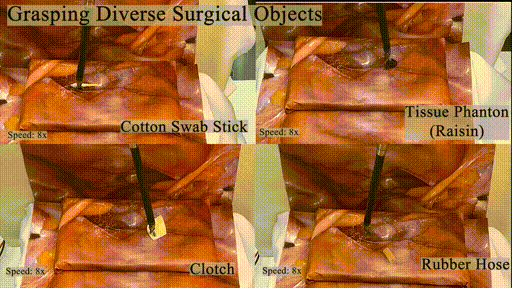 Grasping Diverse Surgical Objects
Speed: 8x
Cotton Swab Stick
Speed: 8x
Tissue Phanton
(Raisin)
Speed: 8x
Clotch
Speed: 8x
Rubber Hose